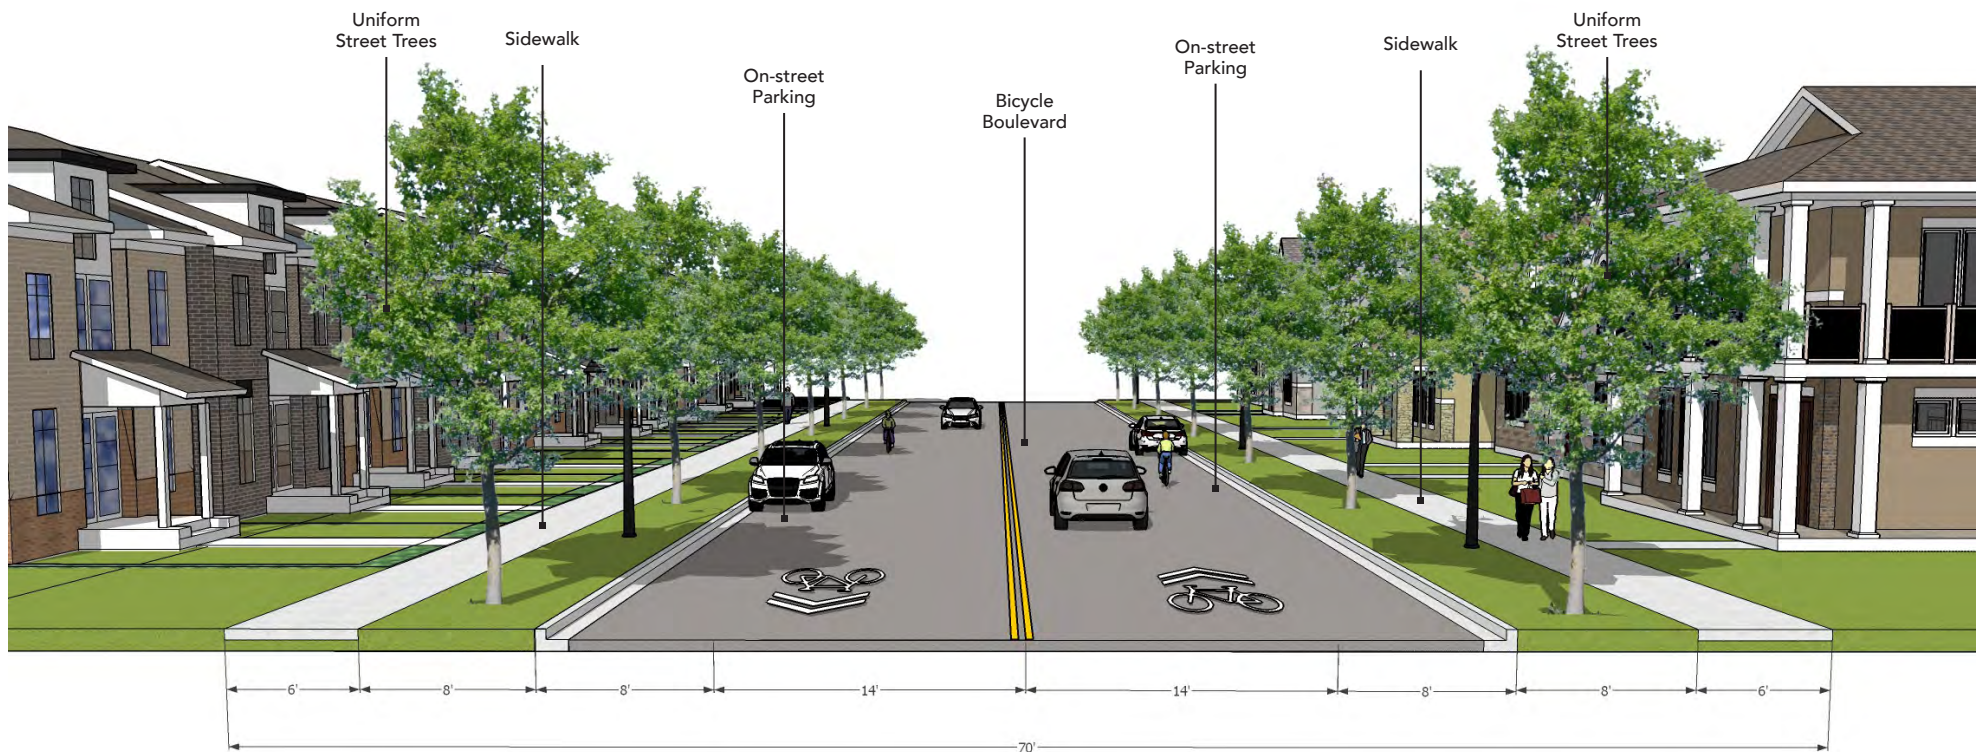 Uniform
Street Trees
Sidewalk
On-street
Parking
Bicycle
Boulevard
On-street
Parking
Sidewalk
Uniform
Street Trees
6'
8'
8'
14'
14'
8'
8'
6'
70'